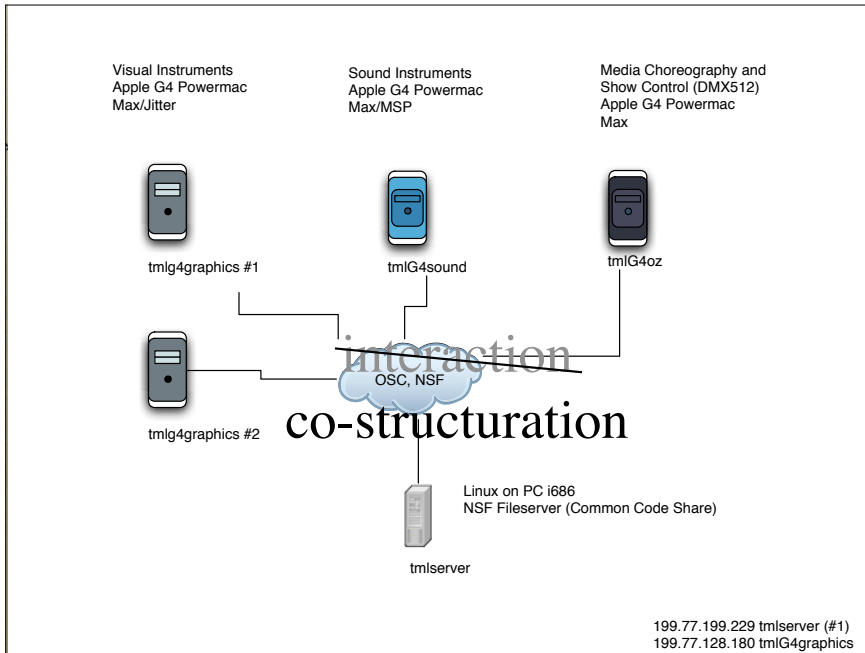 Visual Instruments
Apple G4 Powermac
Max/Jitter
Sound Instruments
Apple G4 Powermac
Max/MSP
Media Choreography and
Show Control (DMX512)
Apple G4 Powermac
Max
tmlg4graphics #1
tmlG4sound
tmlG4oz
interaction
OSC, NSF
co-structuration
tmlg4graphics #2
Linux on PC i686
NSF Fileserver (Common Code Share)
tmlserver
199.77.199.229 tmlserver (#1)
199.77.128.180 tmlG4graphics